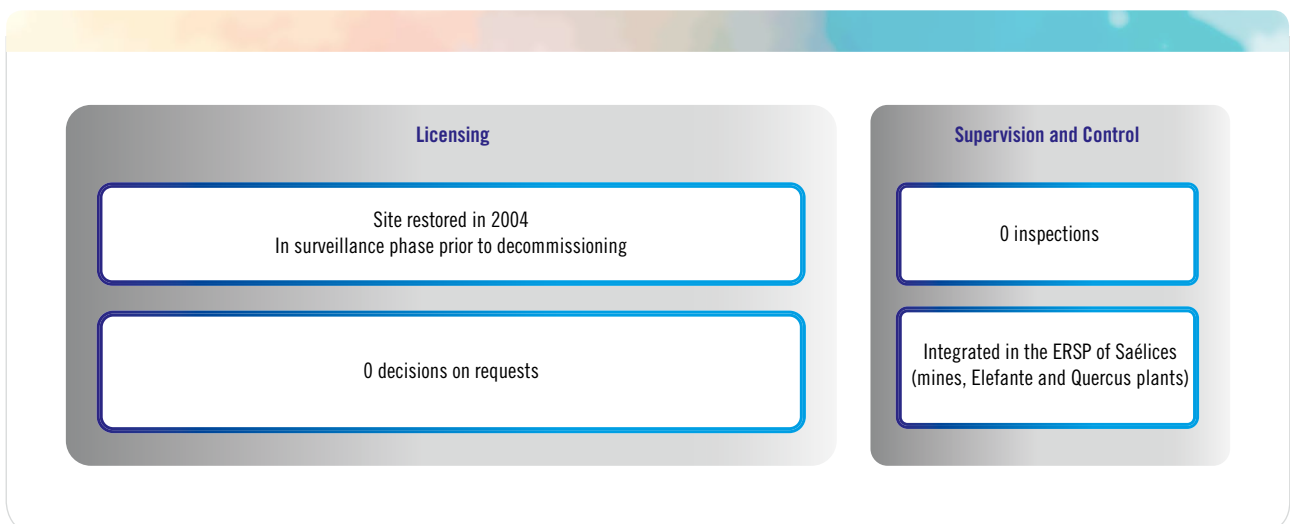 Licensing
Site restored in 2004
In surveillance phase prior to decommissioning
0 decisions on requests
Supervision and Control
0 inspections
Integrated in the ERSP of Saélices
(mines, Elefante and Quercus plants)